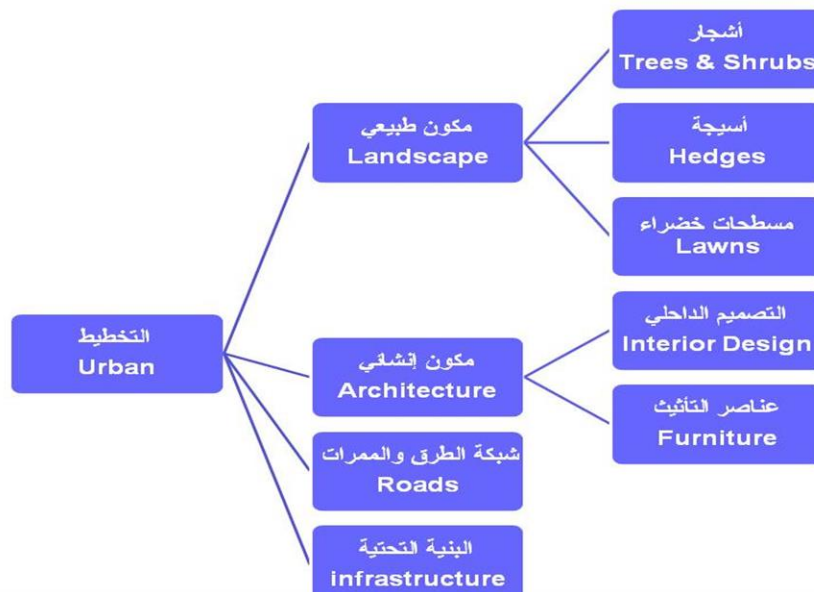 التخطيط
Urban
مكون طبيعي
Landscape
أشجار
Trees & Shrubs
أسيجة
Hedges
مسطحات خضراء
Lawns
مكون إنشائي
Architecture
التصميم الداخلي
Interior Design
عناصر التأثيث
Furniture
شبكة الطرق والممرات
Roads
البنية التحتية
infrastructure